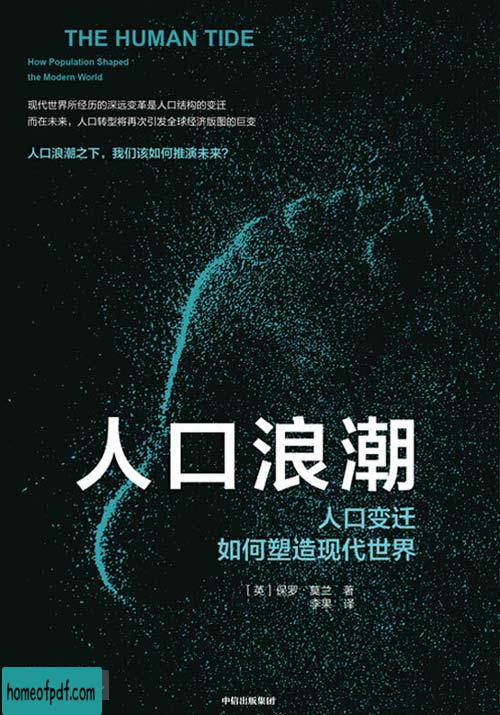 THE HUMAN TIDE
How Population Shaped
the Modern World
现代世界所经历的深远变革是人口结构的变迁
而在未来，人口转型将再次引发全球经济版图的巨变
人口浪潮之下，我们该如何推演未来？
人口浪潮
人口变迁
如何塑造现代世界
［英］保罗·莫兰 著
李果 译
homeofpdf.com
中信出版集团